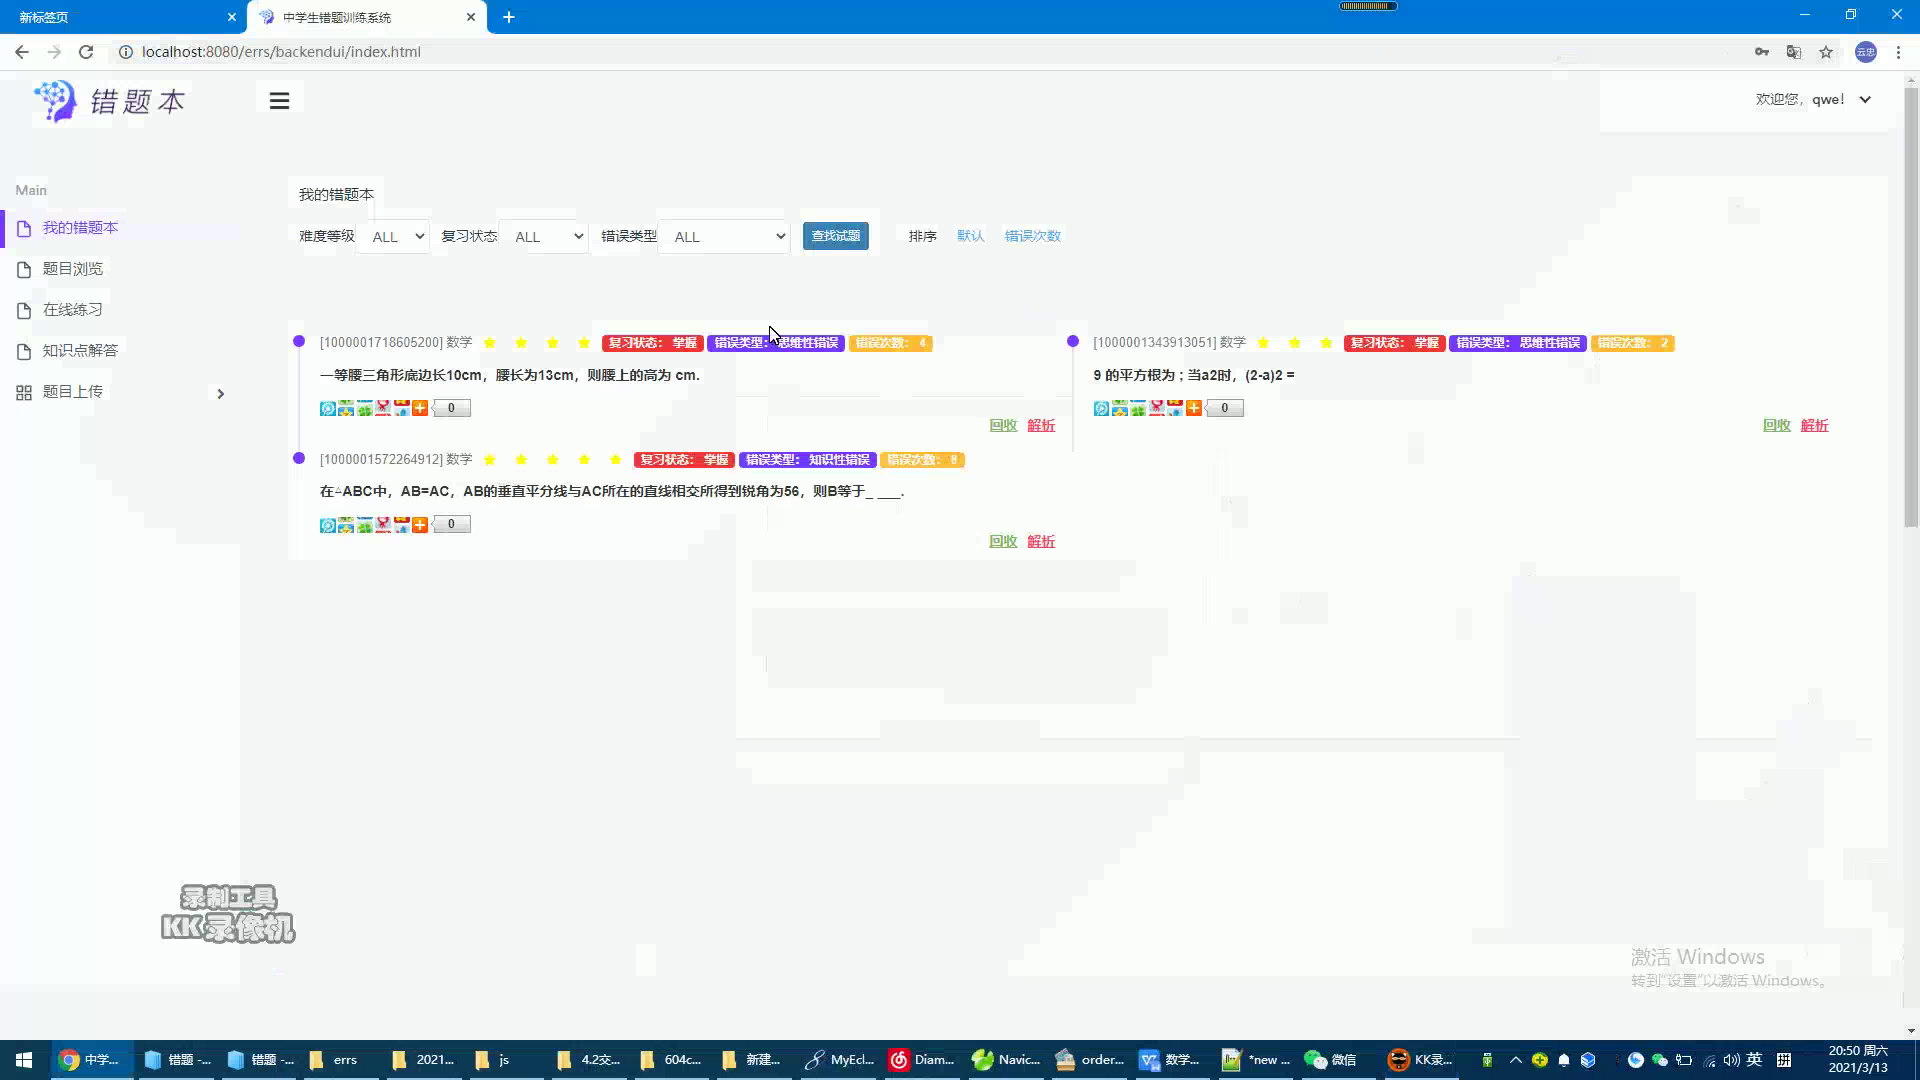 新标签页
中学生错题训练系统
localhost:8080/errs/backendui/index.html
云忠
错题本
欢迎您，qwe！
Main
我的错题本
题目浏览
在线练习
知识点解答
题目上传
我的错题本
难度等级 ALL 复习状态 ALL 错误类型 ALL 查找试题 排序 默认 错误次数
[1000001718605200] 数学 复习状态： 掌握 错误类型： 思维性错误 错误次数： 4
一等腰三角形底边长10cm，腰长为13cm，则腰上的高为 cm.
0
回收 解析
[1000001343913051] 数学 复习状态： 掌握 错误类型： 思维性错误 错误次数： 2
9 的平方根为 ; 当a2时，(2-a)2 =
0
回收 解析
[1000001572264912] 数学 复习状态： 掌握 错误类型： 知识性错误 错误次数： 0
在△ABC中，AB=AC，AB的垂直平分线与AC所在的直线相交所得到锐角为56，则B等于_ ___.
0
回收 解析
录制工具
KK录像机
激活 Windows
转到"设置"以激活 Windows。
中学...
错题 -...
错题 -...
errs
2021...
js
4.2交...
604c...
新建...
MyEcl...
Diam...
Navic...
order...
数学...
*new ...
微信
KK录...
英
拼
20:50 周六
2021/3/13